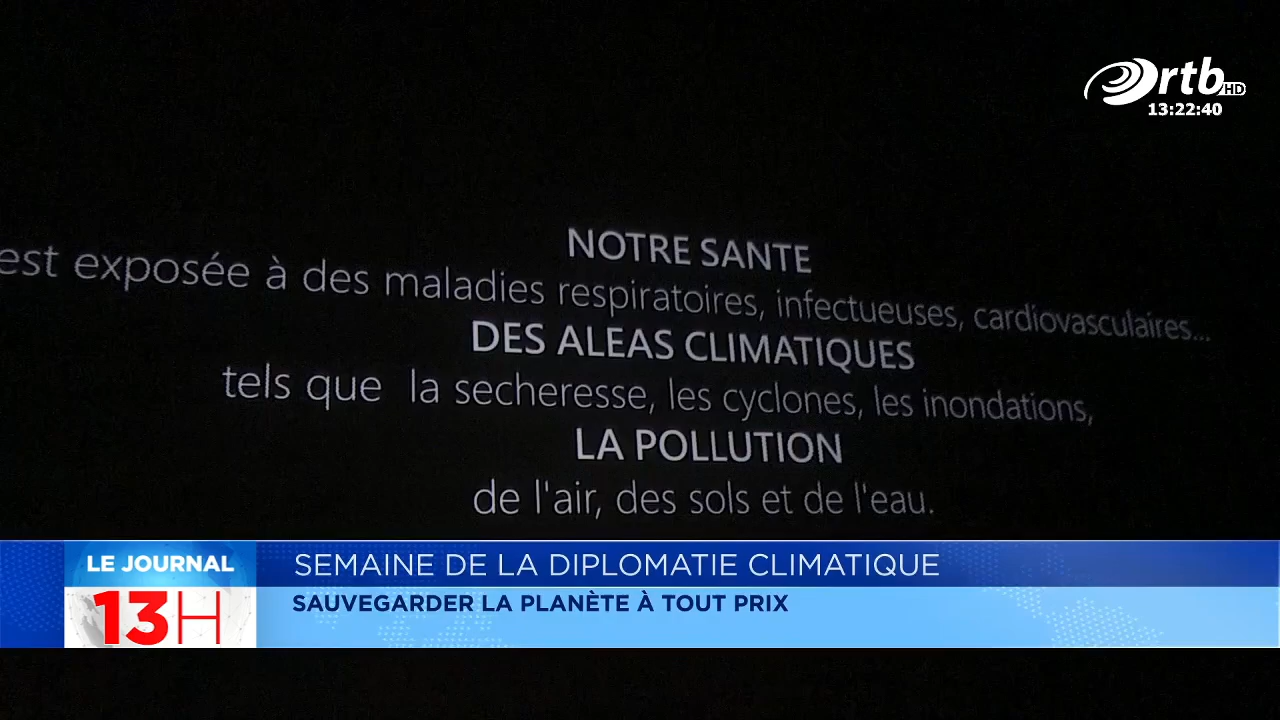 rtb HD
13:22:40
NOTRE SANTE
est exposée à des maladies respiratoires, infectueuses, cardiovasculaires...
DES ALEAS CLIMATIQUES
tels que la secheresse, les cyclones, les inondations,
LA POLLUTION
de l'air, des sols et de l'eau.
LE JOURNAL
13H
SEMAINE DE LA DIPLOMATIE CLIMATIQUE
SAUVEGARDER LA PLANÈTE À TOUT PRIX